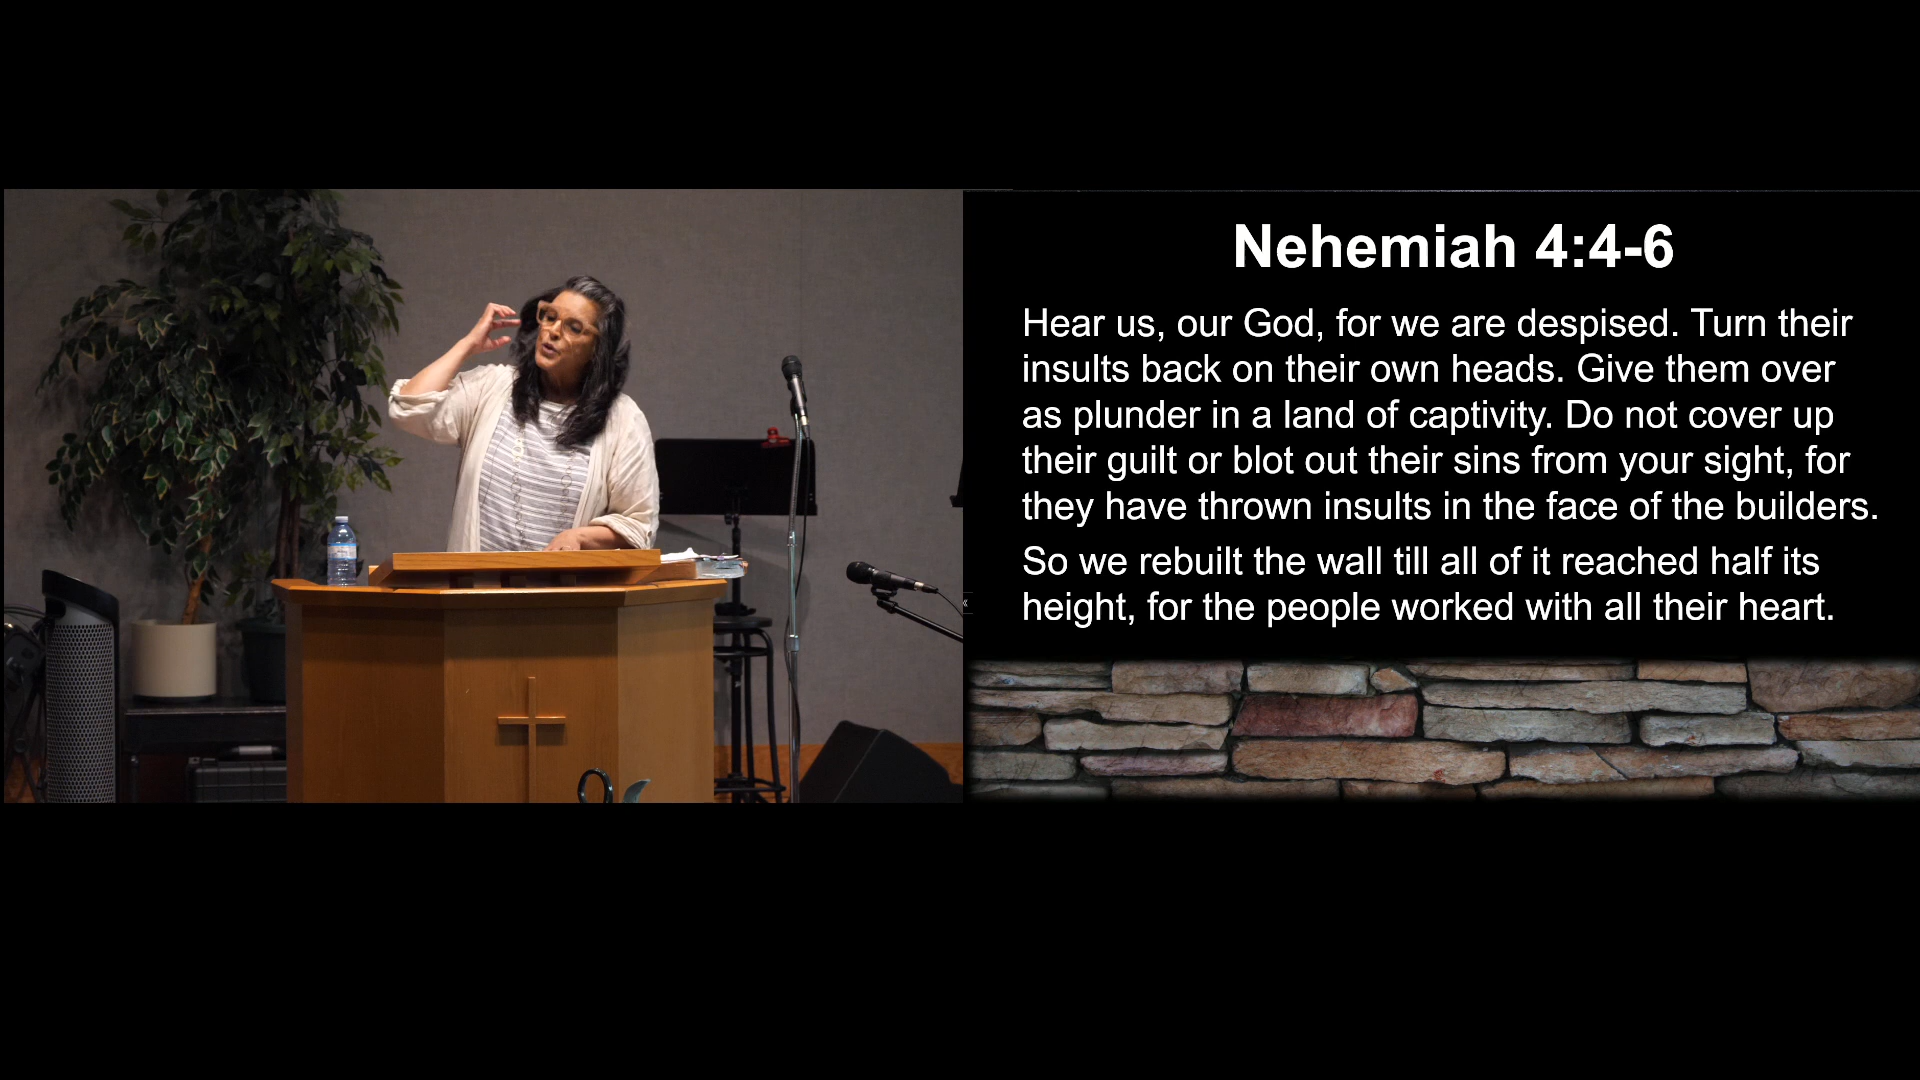 Nehemiah 4:4-6
Hear us, our God, for we are despised. Turn their
insults back on their own heads. Give them over
as plunder in a land of captivity. Do not cover up
their guilt or blot out their sins from your sight, for
they have thrown insults in the face of the builders.
So we rebuilt the wall till all of it reached half its
height, for the people worked with all their heart.